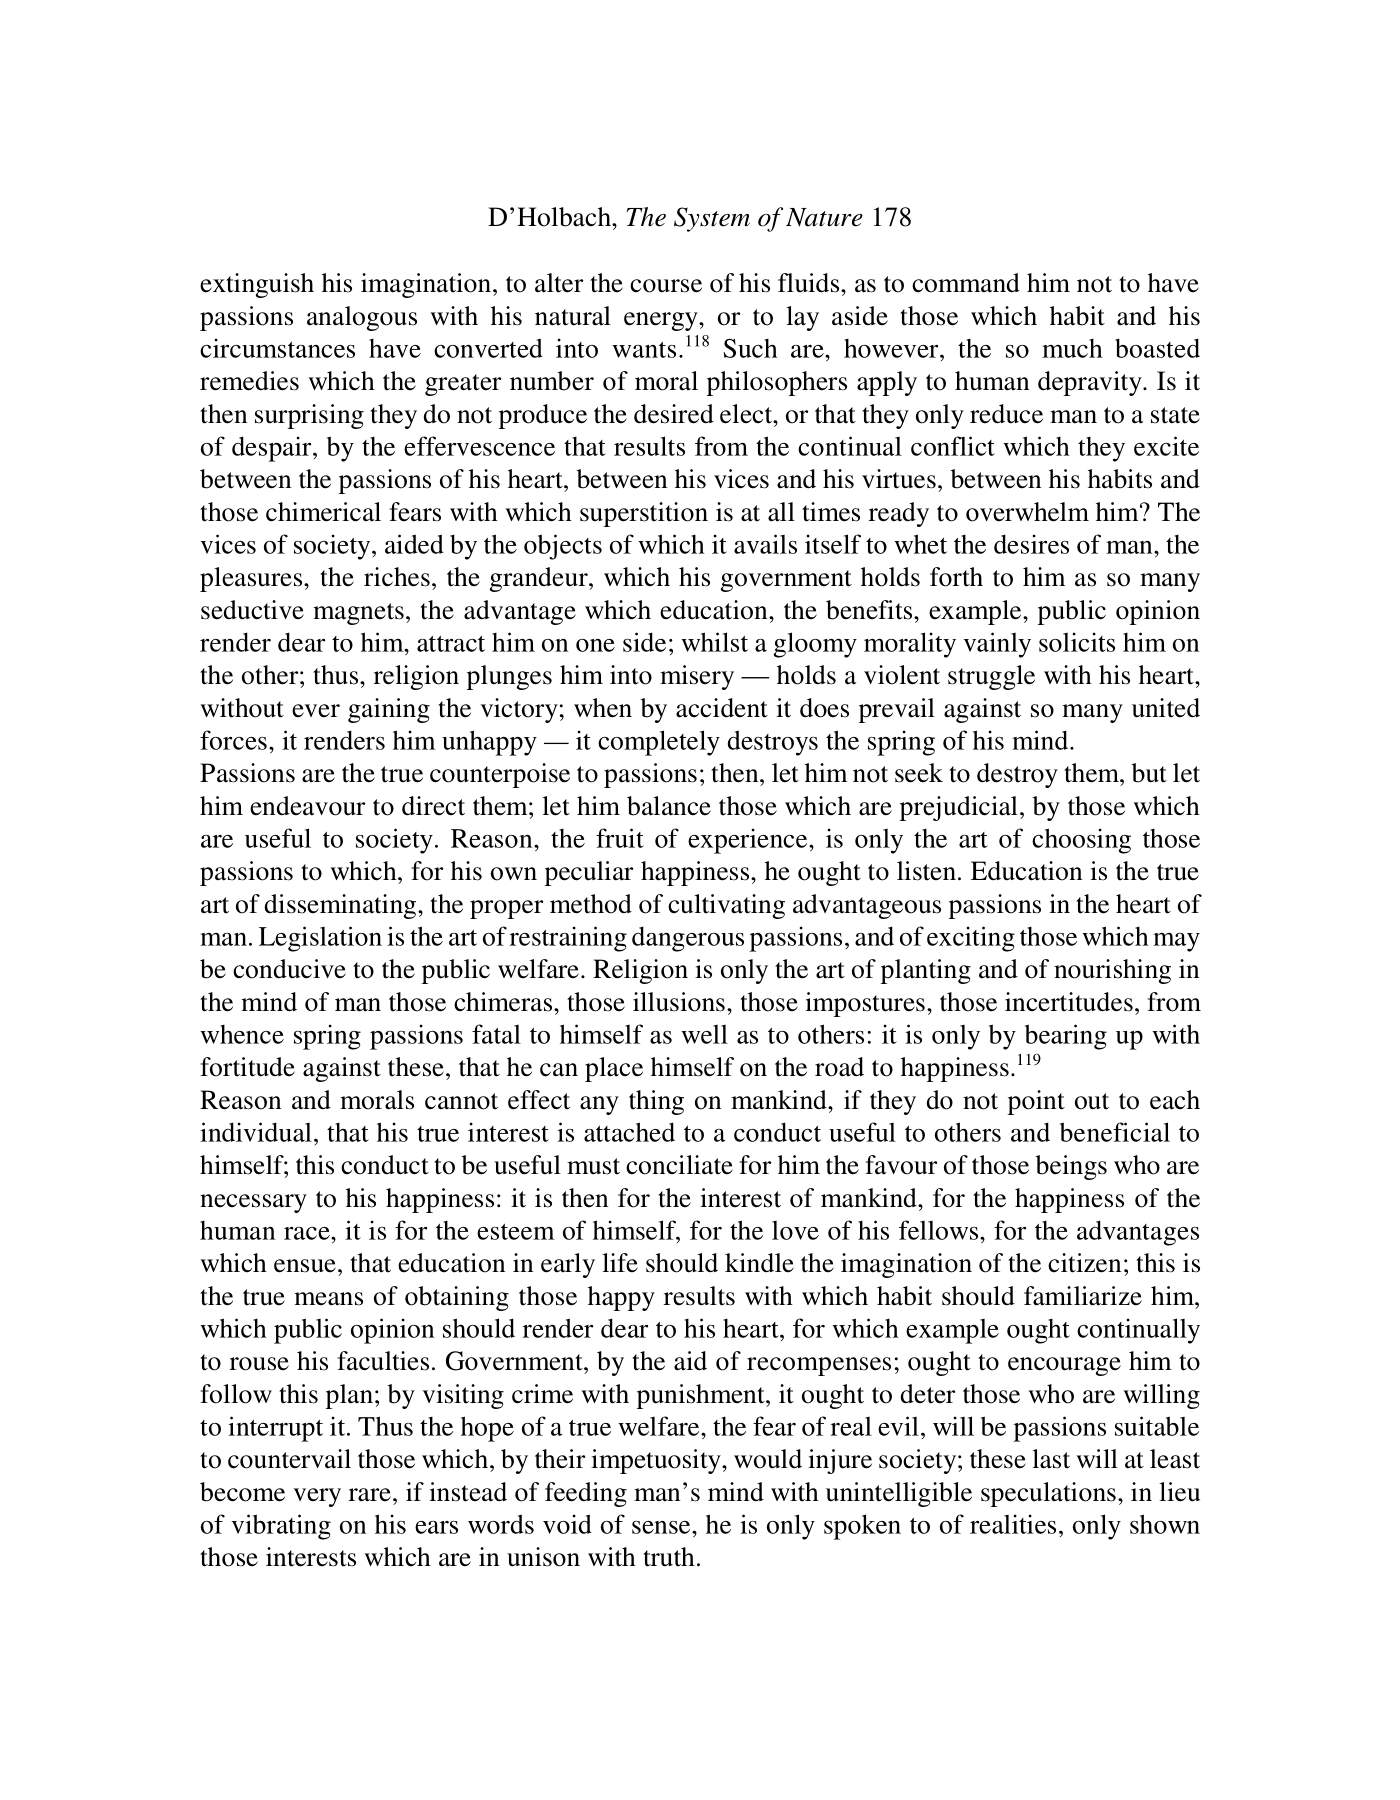 D’Holbach, The System of Nature 178
extinguish his imagination, to alter the course of his fluids, as to command him not to have
passions analogous with his natural energy, or to lay aside those which habit and his
circumstances have converted into wants.118 Such are, however, the so much boasted
remedies which the greater number of moral philosophers apply to human depravity. Is it
then surprising they do not produce the desired elect, or that they only reduce man to a state
of despair, by the effervescence that results from the continual conflict which they excite
between the passions of his heart, between his vices and his virtues, between his habits and
those chimerical fears with which superstition is at all times ready to overwhelm him? The
vices of society, aided by the objects of which it avails itself to whet the desires of man, the
pleasures, the riches, the grandeur, which his government holds forth to him as so many
seductive magnets, the advantage which education, the benefits, example, public opinion
render dear to him, attract him on one side; whilst a gloomy morality vainly solicits him on
the other; thus, religion plunges him into misery — holds a violent struggle with his heart,
without ever gaining the victory; when by accident it does prevail against so many united
forces, it renders him unhappy — it completely destroys the spring of his mind.
Passions are the true counterpoise to passions; then, let him not seek to destroy them, but let
him endeavour to direct them; let him balance those which are prejudicial, by those which
are useful to society. Reason, the fruit of experience, is only the art of choosing those
passions to which, for his own peculiar happiness, he ought to listen. Education is the true
art of disseminating, the proper method of cultivating advantageous passions in the heart of
man. Legislation is the art of restraining dangerous passions, and of exciting those which may
be conducive to the public welfare. Religion is only the art of planting and of nourishing in
the mind of man those chimeras, those illusions, those impostures, those incertitudes, from
whence spring passions fatal to himself as well as to others: it is only by bearing up with
fortitude against these, that he can place himself on the road to happiness.119
Reason and morals cannot effect any thing on mankind, if they do not point out to each
individual, that his true interest is attached to a conduct useful to others and beneficial to
himself; this conduct to be useful must conciliate for him the favour of those beings who are
necessary to his happiness: it is then for the interest of mankind, for the happiness of the
human race, it is for the esteem of himself, for the love of his fellows, for the advantages
which ensue, that education in early life should kindle the imagination of the citizen; this is
the true means of obtaining those happy results with which habit should familiarize him,
which public opinion should render dear to his heart, for which example ought continually
to rouse his faculties. Government, by the aid of recompenses; ought to encourage him to
follow this plan; by visiting crime with punishment, it ought to deter those who are willing
to interrupt it. Thus the hope of a true welfare, the fear of real evil, will be passions suitable
to countervail those which, by their impetuosity, would injure society; these last will at least
become very rare, if instead of feeding man’s mind with unintelligible speculations, in lieu
of vibrating on his ears words void of sense, he is only spoken to of realities, only shown
those interests which are in unison with truth.